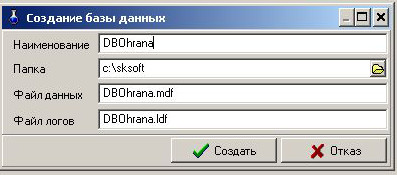 Создание базы данных
Наименование DBOhrana
Папка c:\sksoft
Файл данных DBOhrana.mdf
Файл логов DBOhrana.ldf
Создать Отказ